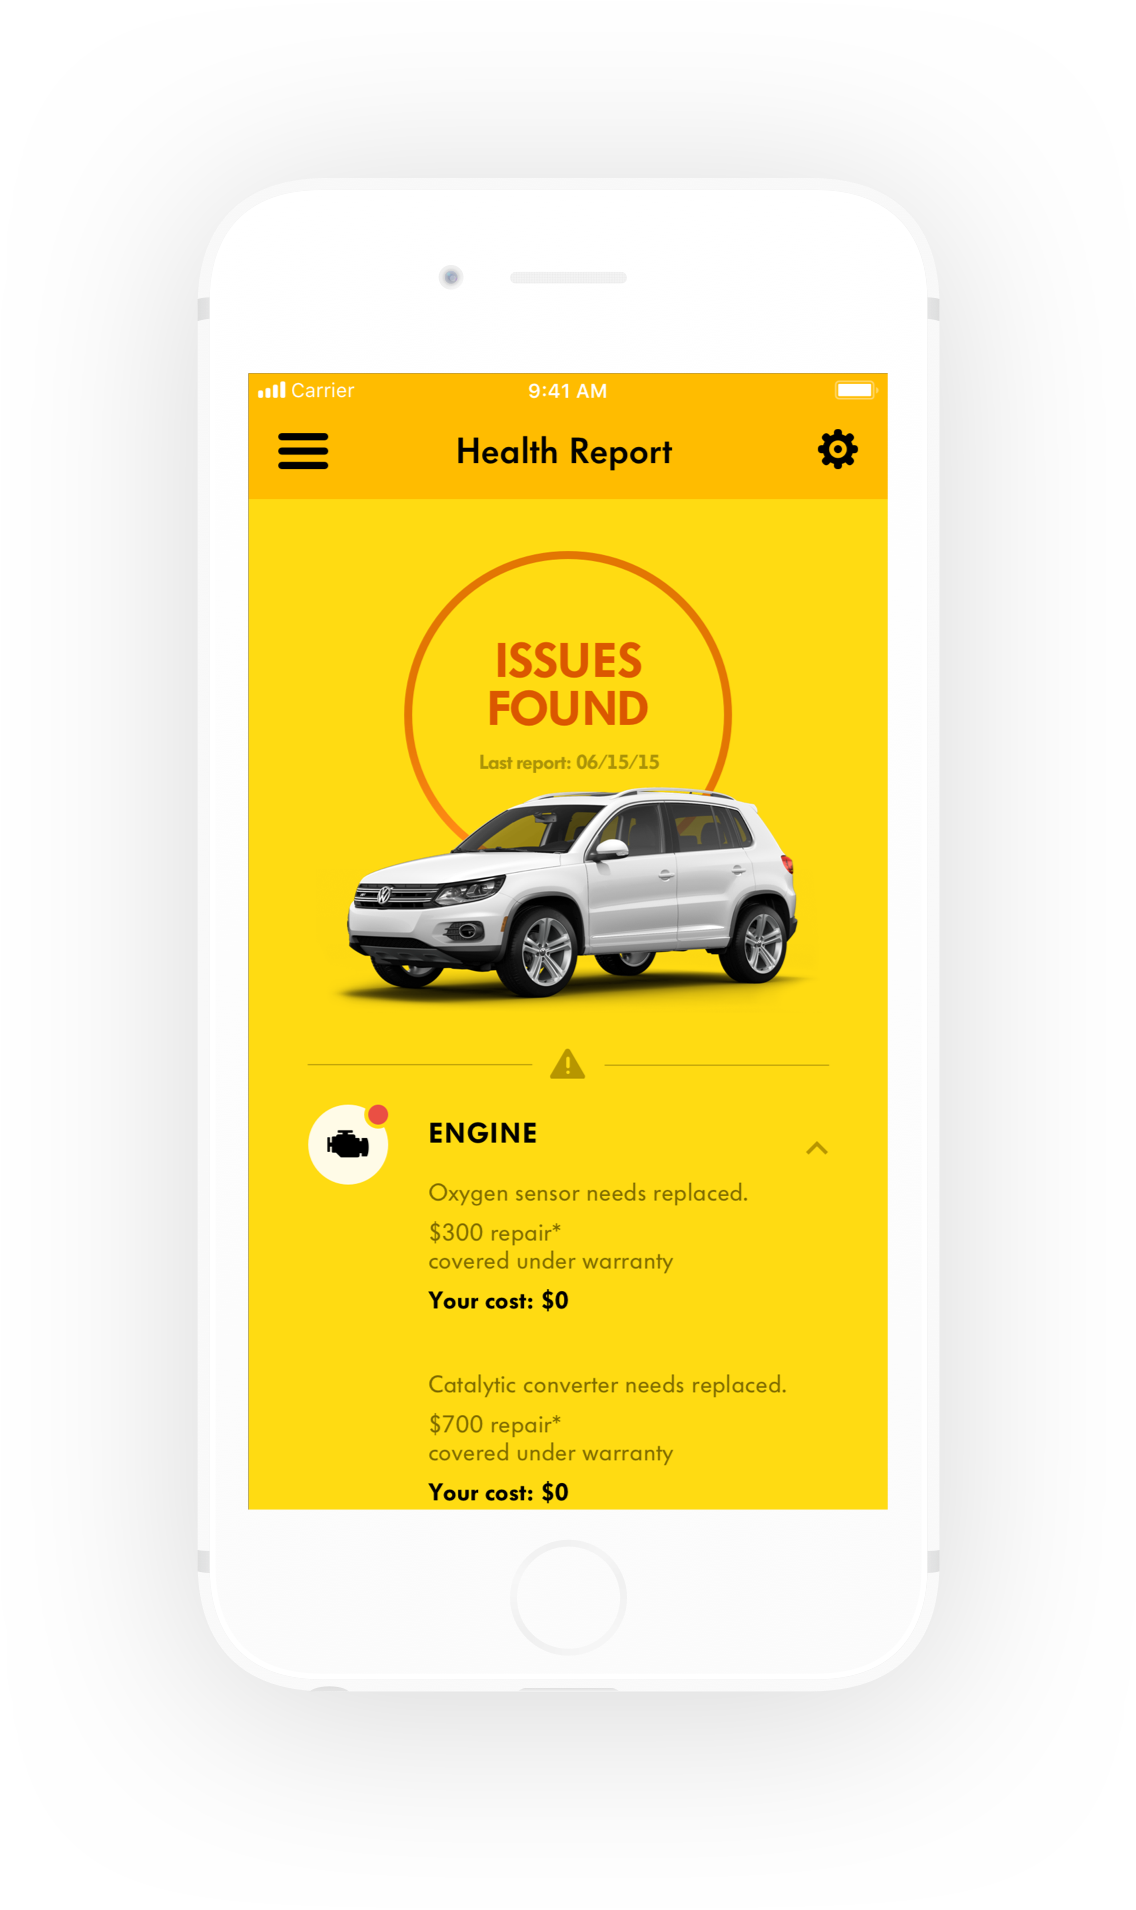 Carrier
9:41 AM
Health Report
ISSUES
FOUND
Last report: 06/15/15
ENGINE
Oxygen sensor needs replaced.
$300 repair*
covered under warranty
Your cost: $0
Catalytic converter needs replaced.
$700 repair*
covered under warranty
Your cost: $0